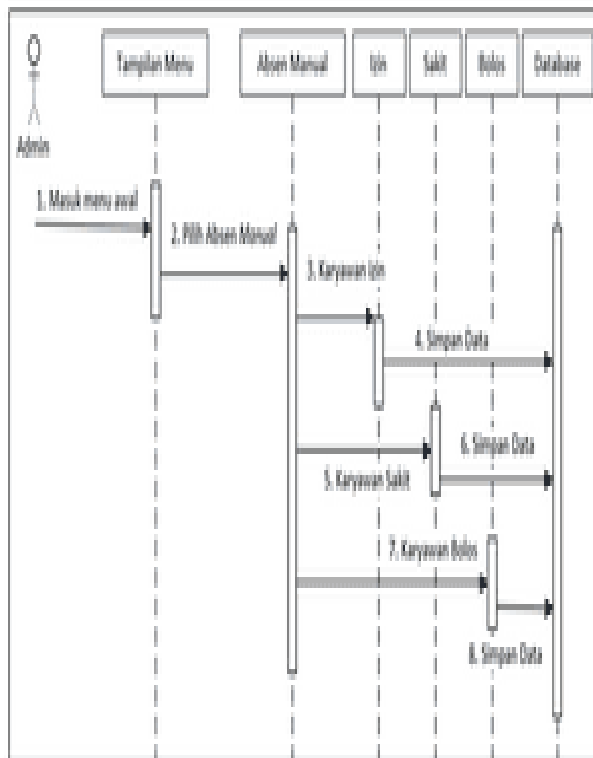 Tampilan Menu
Absen Manual
Izin
Sakit
Bolos
Database
Admin
1. Masuk menu awal
2. Pilih Absen Manual
3. Karyawan Izin
4. Simpan Data
5. Karyawan Sakit
6. Simpan Data
7. Karyawan Bolos
8. Simpan Data